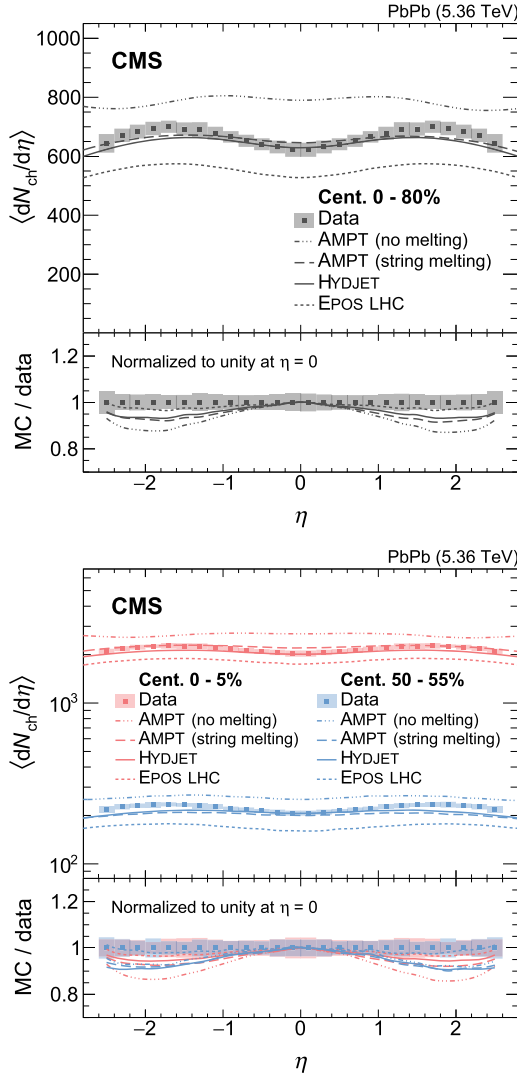 PbPb (5.36 TeV)
CMS
1000
800
600
400
200
⟨dN_ch/dη⟩
Cent. 0 - 80%
Data
AMPT (no melting)
AMPT (string melting)
HYDJET
EPOS LHC
1.2
1
0.8
MC / data
Normalized to unity at η = 0
−2 −1 0 1 2
η
PbPb (5.36 TeV)
CMS
10³
10²
⟨dN_ch/dη⟩
Cent. 0 - 5%
Data
AMPT (no melting)
AMPT (string melting)
HYDJET
EPOS LHC
Cent. 50 - 55%
Data
AMPT (no melting)
AMPT (string melting)
HYDJET
EPOS LHC
1.2
1
0.8
MC / data
Normalized to unity at η = 0
−2 −1 0 1 2
η